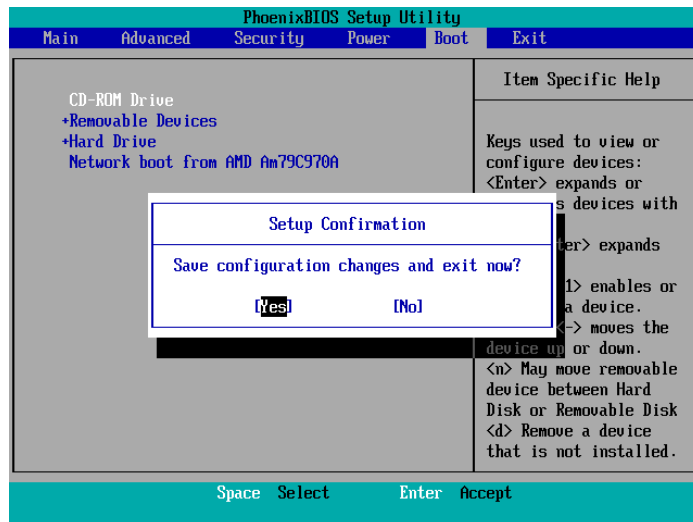 PhoenixBIOS Setup Utility
Main Advanced Security Power Boot Exit
CD-ROM Drive
+Removable Devices
+Hard Drive
Network boot from AMD Am79C970A
Item Specific Help
Keys used to view or
configure devices:
<Enter> expands or
s devices with
ter> expands
1> enables or
a device.
<-> moves the
device up or down.
<n> May move removable
device between Hard
Disk or Removable Disk
<d> Remove a device
that is not installed.
Setup Confirmation
Save configuration changes and exit now?
[Yes] [No]
Space Select Enter Accept